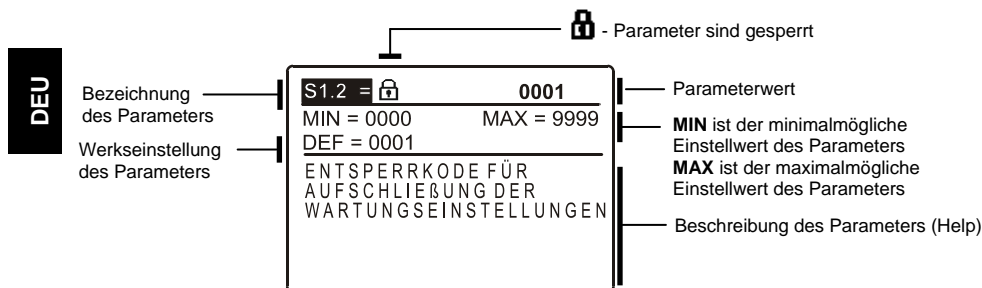 - Parameter sind gesperrt
DEU
Bezeichnung
des Parameters
Werkseinstellung
des Parameters
S1.2 = 0001
MIN = 0000 MAX = 9999
DEF = 0001
ENTSPERRKODE FÜR
AUFSCHLIEßUNG DER
WARTUNGSEINSTELLUNGEN
Parameterwert
MIN ist der minimalmögliche
Einstellwert des Parameters
MAX ist der maximalmögliche
Einstellwert des Parameters
Beschreibung des Parameters (Help)